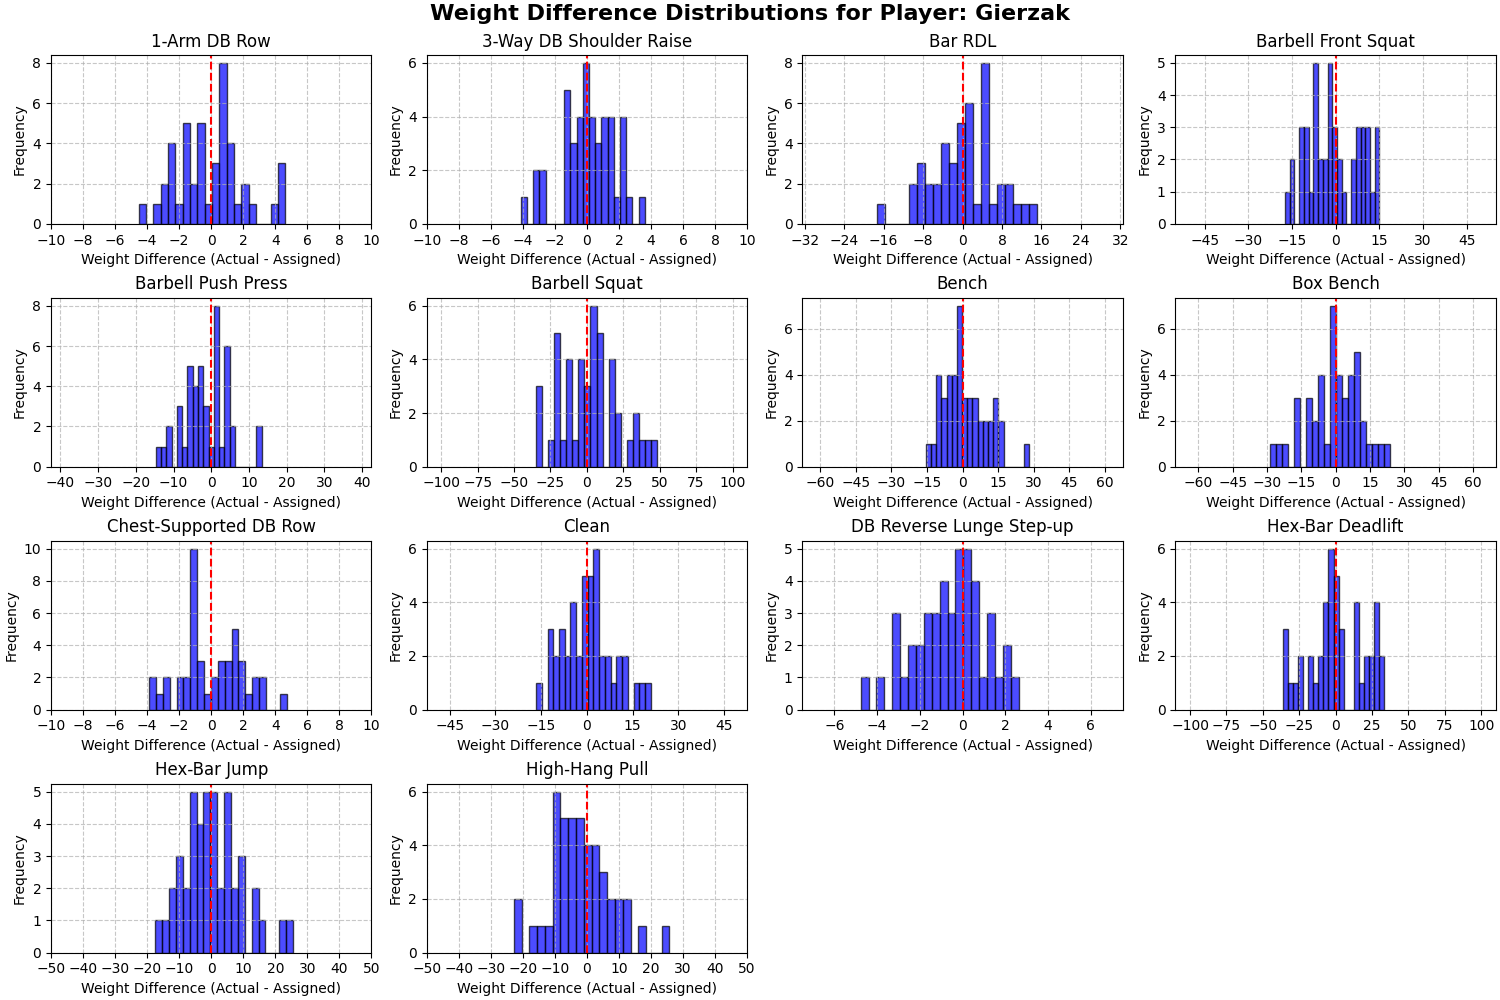 Weight Difference Distributions for Player: Gierzak
1-Arm DB Row
Frequency
0 2 4 6 8
−10 −8 −6 −4 −2 0 2 4 6 8 10
Weight Difference (Actual - Assigned)
3-Way DB Shoulder Raise
Frequency
0 2 4 6
−10 −8 −6 −4 −2 0 2 4 6 8 10
Weight Difference (Actual - Assigned)
Bar RDL
Frequency
0 2 4 6 8
−32 −24 −16 −8 0 8 16 24 32
Weight Difference (Actual - Assigned)
Barbell Front Squat
Frequency
0 1 2 3 4 5
−45 −30 −15 0 15 30 45
Weight Difference (Actual - Assigned)
Barbell Push Press
Frequency
0 2 4 6 8
−40 −30 −20 −10 0 10 20 30 40
Weight Difference (Actual - Assigned)
Barbell Squat
Frequency
0 2 4 6
−100 −75 −50 −25 0 25 50 75 100
Weight Difference (Actual - Assigned)
Bench
Frequency
0 2 4 6
−60 −45 −30 −15 0 15 30 45 60
Weight Difference (Actual - Assigned)
Box Bench
Frequency
0 2 4 6
−60 −45 −30 −15 0 15 30 45 60
Weight Difference (Actual - Assigned)
Chest-Supported DB Row
Frequency
0 2 4 6 8 10
−10 −8 −6 −4 −2 0 2 4 6 8 10
Weight Difference (Actual - Assigned)
Clean
Frequency
0 2 4 6
−45 −30 −15 0 15 30 45
Weight Difference (Actual - Assigned)
DB Reverse Lunge Step-up
Frequency
0 1 2 3 4 5
−6 −4 −2 0 2 4 6
Weight Difference (Actual - Assigned)
Hex-Bar Deadlift
Frequency
0 2 4 6
−100 −75 −50 −25 0 25 50 75 100
Weight Difference (Actual - Assigned)
Hex-Bar Jump
Frequency
0 1 2 3 4 5
−50 −40 −30 −20 −10 0 10 20 30 40 50
Weight Difference (Actual - Assigned)
High-Hang Pull
Frequency
0 2 4 6
−50 −40 −30 −20 −10 0 10 20 30 40 50
Weight Difference (Actual - Assigned)